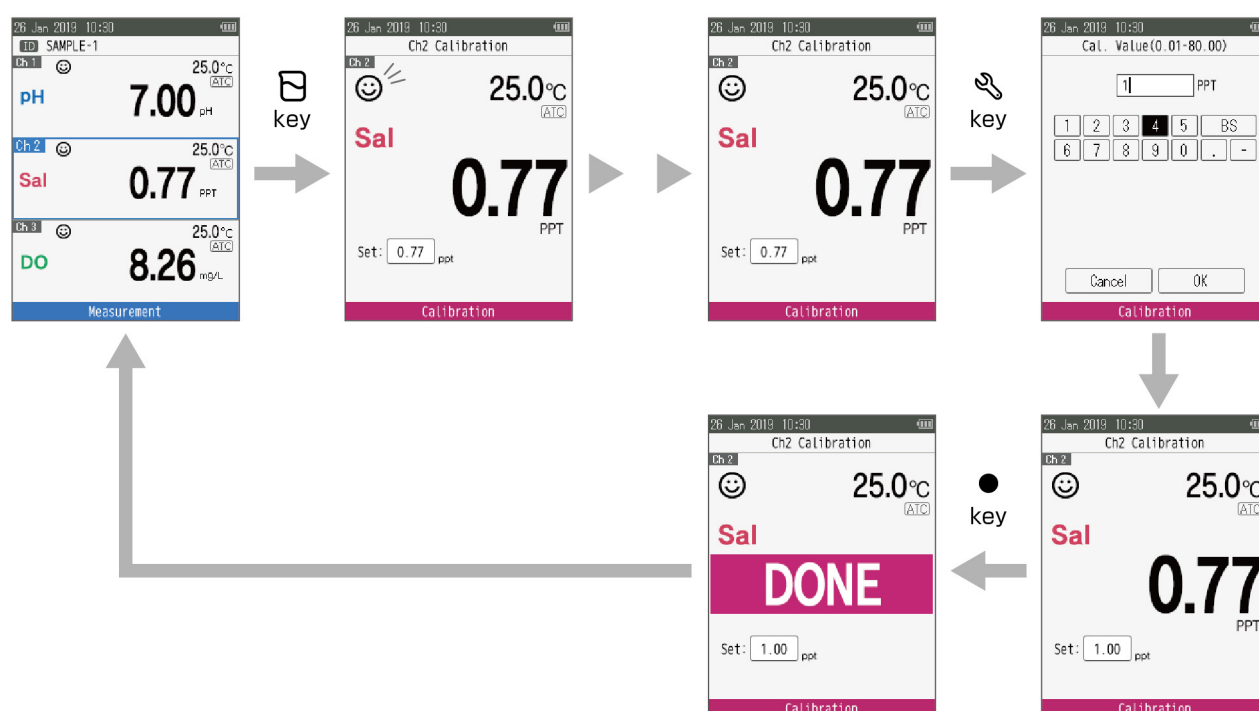 26 Jan 2019 10:30
ID SAMPLE-1
Ch 1
25.0°C
ATC
pH
7.00 pH
Ch 2
25.0°C
ATC
Sal
0.77 PPT
Ch 3
25.0°C
ATC
DO
8.26 mg/L
Measurement
key
26 Jan 2019 10:30
Ch2 Calibration
Ch 2
25.0°C
ATC
Sal
0.77
PPT
Set: 0.77 ppt
Calibration
26 Jan 2019 10:30
Ch2 Calibration
Ch 2
25.0°C
ATC
Sal
0.77
PPT
Set: 0.77 ppt
Calibration
key
26 Jan 2019 10:30
Cal. Value(0.01-80.00)
1 PPT
1 2 3 4 5 BS
6 7 8 9 0 . -
Cancel OK
Calibration
26 Jan 2019 10:30
Ch2 Calibration
Ch 2
25.0°C
ATC
Sal
0.77
PPT
Set: 1.00 ppt
Calibration
key
26 Jan 2019 10:30
Ch2 Calibration
Ch 2
25.0°C
ATC
Sal
DONE
Set: 1.00 ppt
Calibration